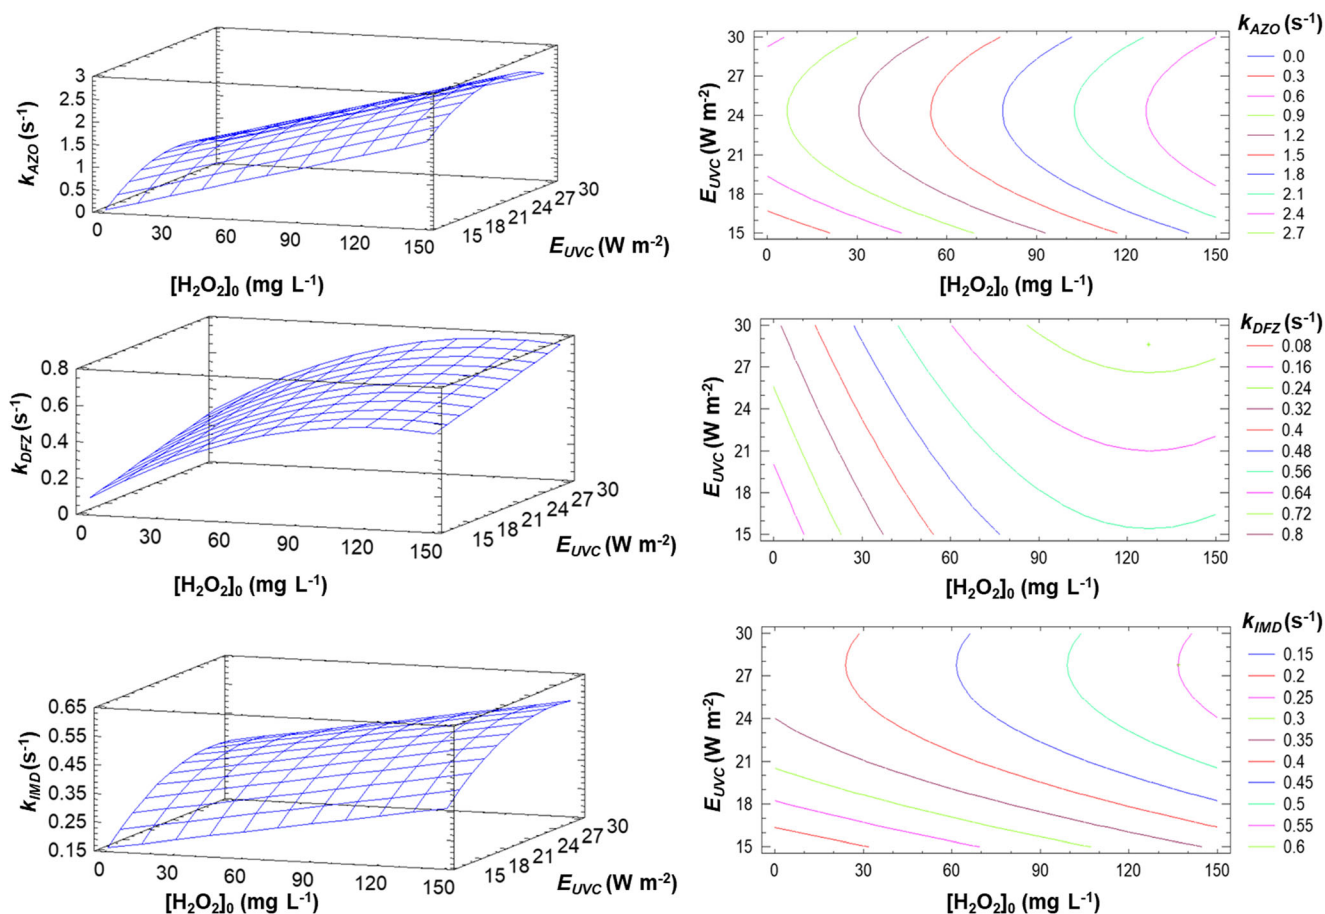 3
2.5
2
1.5
1
0.5
0
k_AZO (s⁻¹)
0 30 60 90 120 150
15 18 21 24 27 30
E_UVC (W m⁻²)
[H₂O₂]₀ (mg L⁻¹)
30
27
24
21
18
15
E_UVC (W m⁻²)
0 30 60 90 120 150
[H₂O₂]₀ (mg L⁻¹)
k_AZO (s⁻¹)
0.0
0.3
0.6
0.9
1.2
1.5
1.8
2.1
2.4
2.7
0.8
0.6
0.4
0.2
0
k_DFZ (s⁻¹)
0 30 60 90 120 150
15 18 21 24 27 30
E_UVC (W m⁻²)
[H₂O₂]₀ (mg L⁻¹)
30
27
24
21
18
15
E_UVC (W m⁻²)
0 30 60 90 120 150
[H₂O₂]₀ (mg L⁻¹)
k_DFZ (s⁻¹)
0.08
0.16
0.24
0.32
0.4
0.48
0.56
0.64
0.72
0.8
0.65
0.55
0.45
0.35
0.25
0.15
k_IMD (s⁻¹)
0 30 60 90 120 150
15 18 21 24 27 30
E_UVC (W m⁻²)
[H₂O₂]₀ (mg L⁻¹)
30
27
24
21
18
15
E_UVC (W m⁻²)
0 30 60 90 120 150
[H₂O₂]₀ (mg L⁻¹)
k_IMD (s⁻¹)
0.15
0.2
0.25
0.3
0.35
0.4
0.45
0.5
0.55
0.6